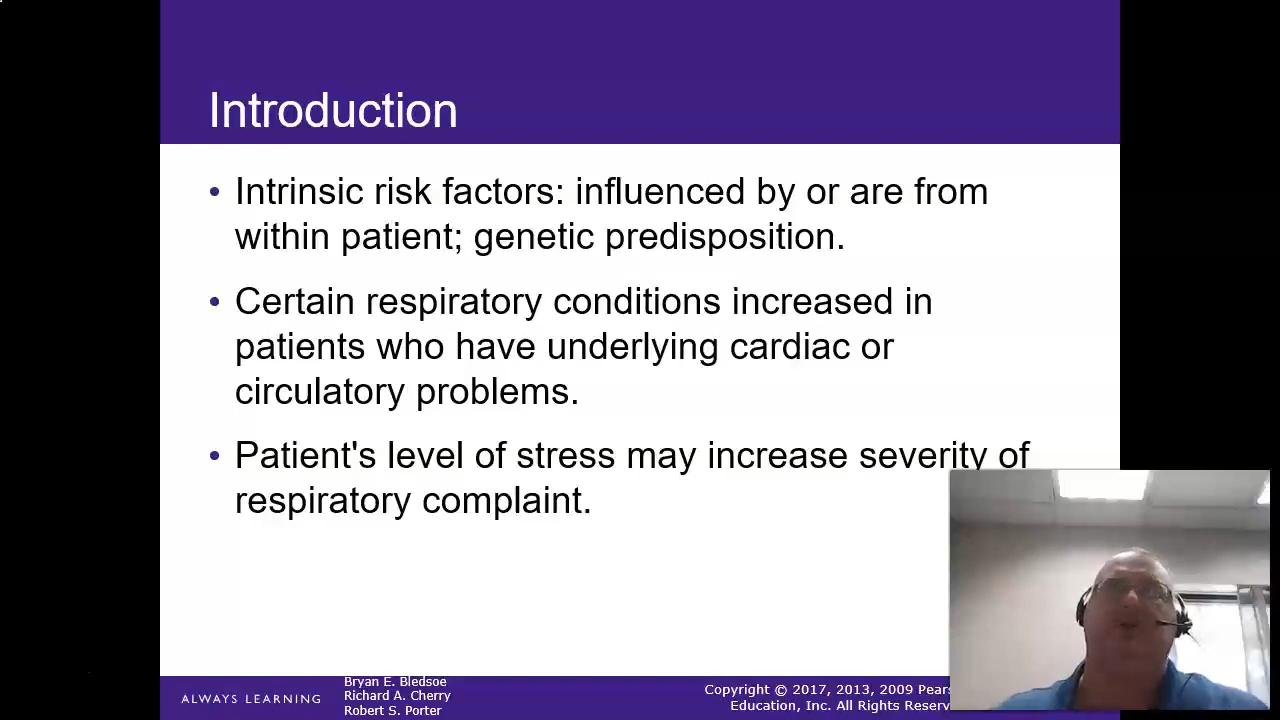 Introduction
• Intrinsic risk factors: influenced by or are from
within patient; genetic predisposition.
• Certain respiratory conditions increased in
patients who have underlying cardiac or
circulatory problems.
• Patient's level of stress may increase severity of
respiratory complaint.
ALWAYS LEARNING
Bryan E. Bledsoe
Richard A. Cherry
Robert S. Porter
Copyright © 2017, 2013, 2009
Education, Inc. All Rights